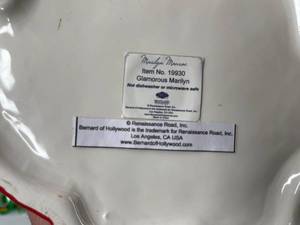 Marilyn Monroe
Item No. 19930
Glamorous Marilyn
Not dishwasher or microwave safe
© Renaissance Road, Inc.
Bernard of Hollywood is the trademark for Renaissance Road, Inc.
Los Angeles, CA USA
www.BernardofHollywood.com